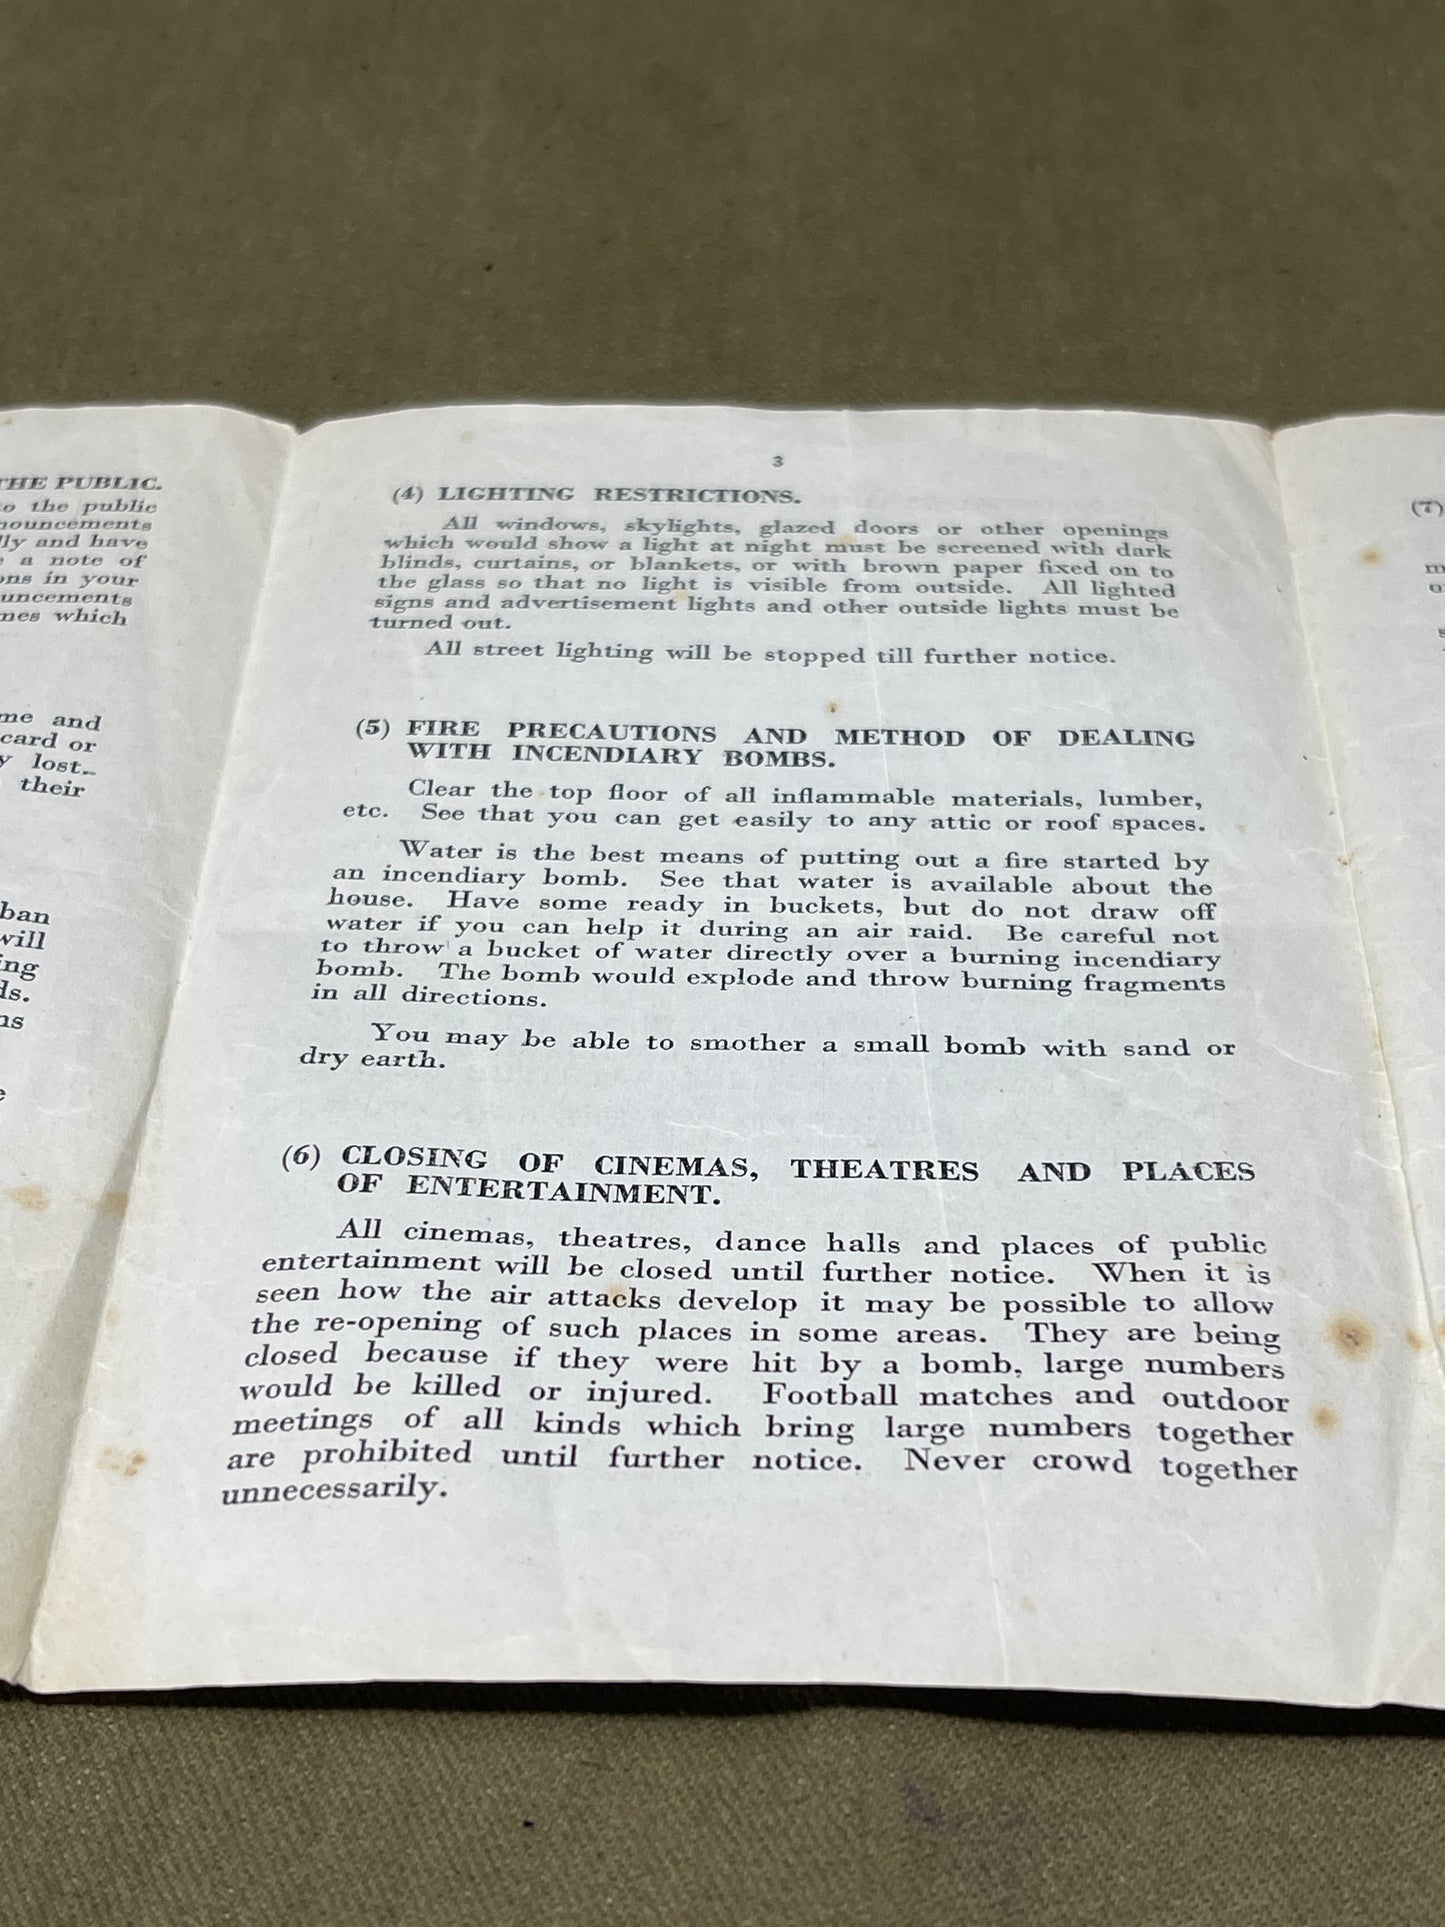 THE PUBLIC.
the public
ly and have
a note of
in your
which
and
card or
lost.
their
ban
will
3
(4) LIGHTING RESTRICTIONS.
All windows, skylights, glazed doors or other openings
which would show a light at night must be screened with dark
blinds, curtains, or blankets, or with brown paper fixed on to
the glass so that no light is visible from outside. All lighted
signs and advertisement lights and other outside lights must be
turned out.
All street lighting will be stopped till further notice.
(5) FIRE PRECAUTIONS AND METHOD OF DEALING
WITH INCENDIARY BOMBS.
Clear the top floor of all inflammable materials, lumber,
etc. See that you can get easily to any attic or roof spaces.
Water is the best means of putting out a fire started by
an incendiary bomb. See that water is available about the
house. Have some ready in buckets, but do not draw off
water if you can help it during an air raid. Be careful not
to throw a bucket of water directly over a burning incendiary
bomb. The bomb would explode and throw burning fragments
in all directions.
You may be able to smother a small bomb with sand or
dry earth.
(6) CLOSING OF CINEMAS, THEATRES AND PLACES
OF ENTERTAINMENT.
All cinemas, theatres, dance halls and places of public
entertainment will be closed until further notice. When it is
seen how the air attacks develop it may be possible to allow
the re-opening of such places in some areas. They are being
closed because if they were hit by a bomb, large numbers
would be killed or injured. Football matches and outdoor
meetings of all kinds which bring large numbers together
are prohibited until further notice. Never crowd together
unnecessarily.
(7)